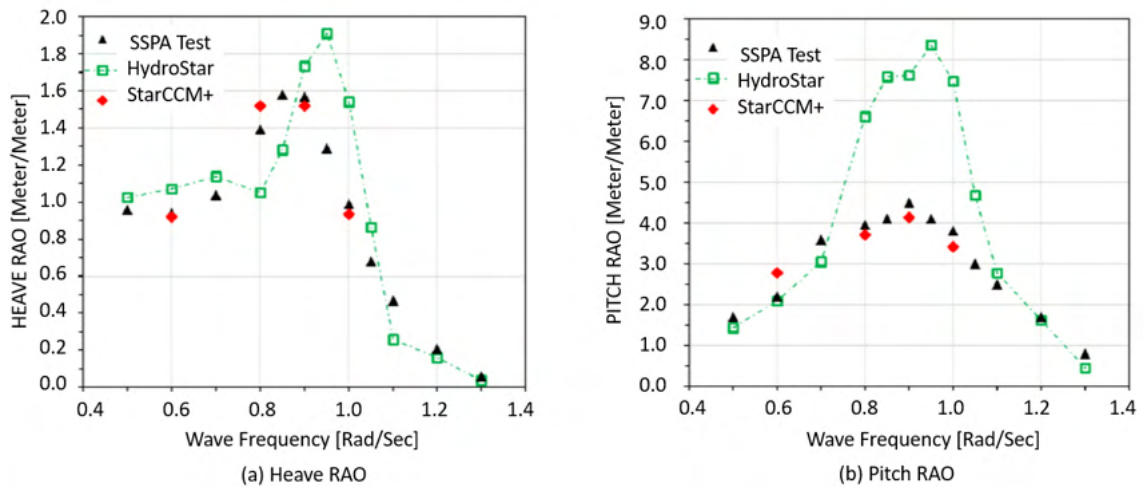 2.0
1.8
1.6
1.4
1.2
1.0
0.8
0.6
0.4
0.2
0.0
HEAVE RAO [Meter/Meter]
SSPA Test
HydroStar
StarCCM+
0.4 0.6 0.8 1.0 1.2 1.4
Wave Frequency [Rad/Sec]
(a) Heave RAO
9.0
8.0
7.0
6.0
5.0
4.0
3.0
2.0
1.0
0.0
PITCH RAO [Meter/Meter]
SSPA Test
HydroStar
StarCCM+
0.4 0.6 0.8 1.0 1.2 1.4
Wave Frequency [Rad/Sec]
(b) Pitch RAO